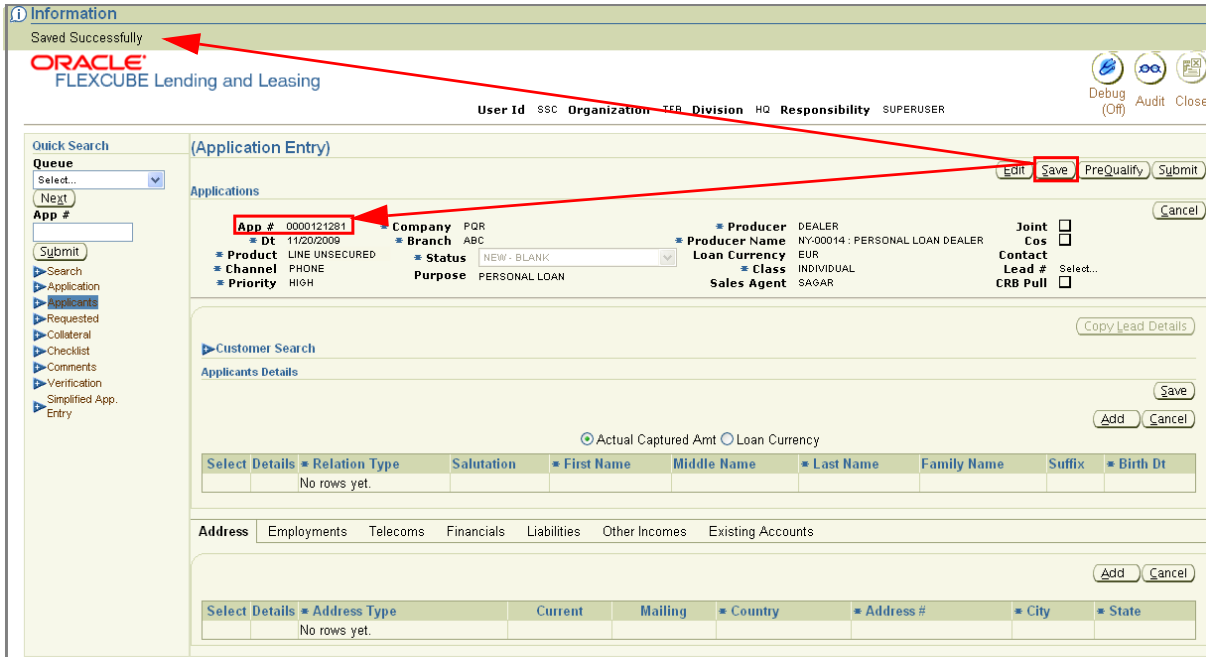 Information
Saved Successfully
ORACLE
FLEXCUBE Lending and Leasing
Debug (Off) Audit Close
User Id SSC Organization TFB Division HQ Responsibility SUPERUSER
Quick Search
Queue
Select...
Next
App #
Submit
Search
Application
Applicants
Requested
Collateral
Checklist
Comments
Verification
Simplified App. Entry
(Application Entry)
Edit Save PreQualify Submit
Applications
Cancel
App # 0000121281 * Company PQR * Producer DEALER Joint
* Dt 11/20/2009 * Branch ABC * Producer Name NY-00014 : PERSONAL LOAN DEALER Cos
* Product LINE UNSECURED * Status NEW - BLANK Loan Currency EUR Contact
* Channel PHONE Purpose PERSONAL LOAN * Class INDIVIDUAL Lead # Select...
* Priority HIGH Sales Agent SAGAR CRB Pull
Copy Lead Details
Customer Search
Applicants Details
Save
Add Cancel
Actual Captured Amt Loan Currency
Select Details * Relation Type Salutation * First Name Middle Name * Last Name Family Name Suffix * Birth Dt
No rows yet.
Address Employments Telecoms Financials Liabilities Other Incomes Existing Accounts
Add Cancel
Select Details * Address Type Current Mailing * Country * Address # * City * State
No rows yet.